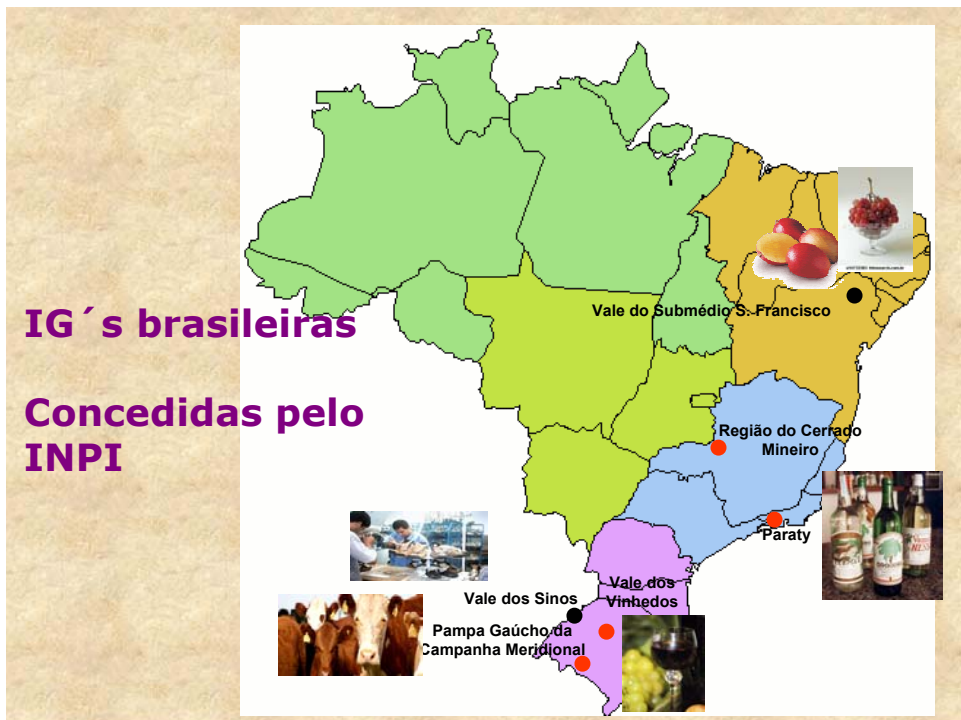 IG´s brasileiras
Concedidas pelo
INPI
Vale do Submédio S. Francisco
Região do Cerrado
Mineiro
Paraty
Vale dos
Vinhedos
Vale dos Sinos
Pampa Gaúcho da
Campanha Meridional